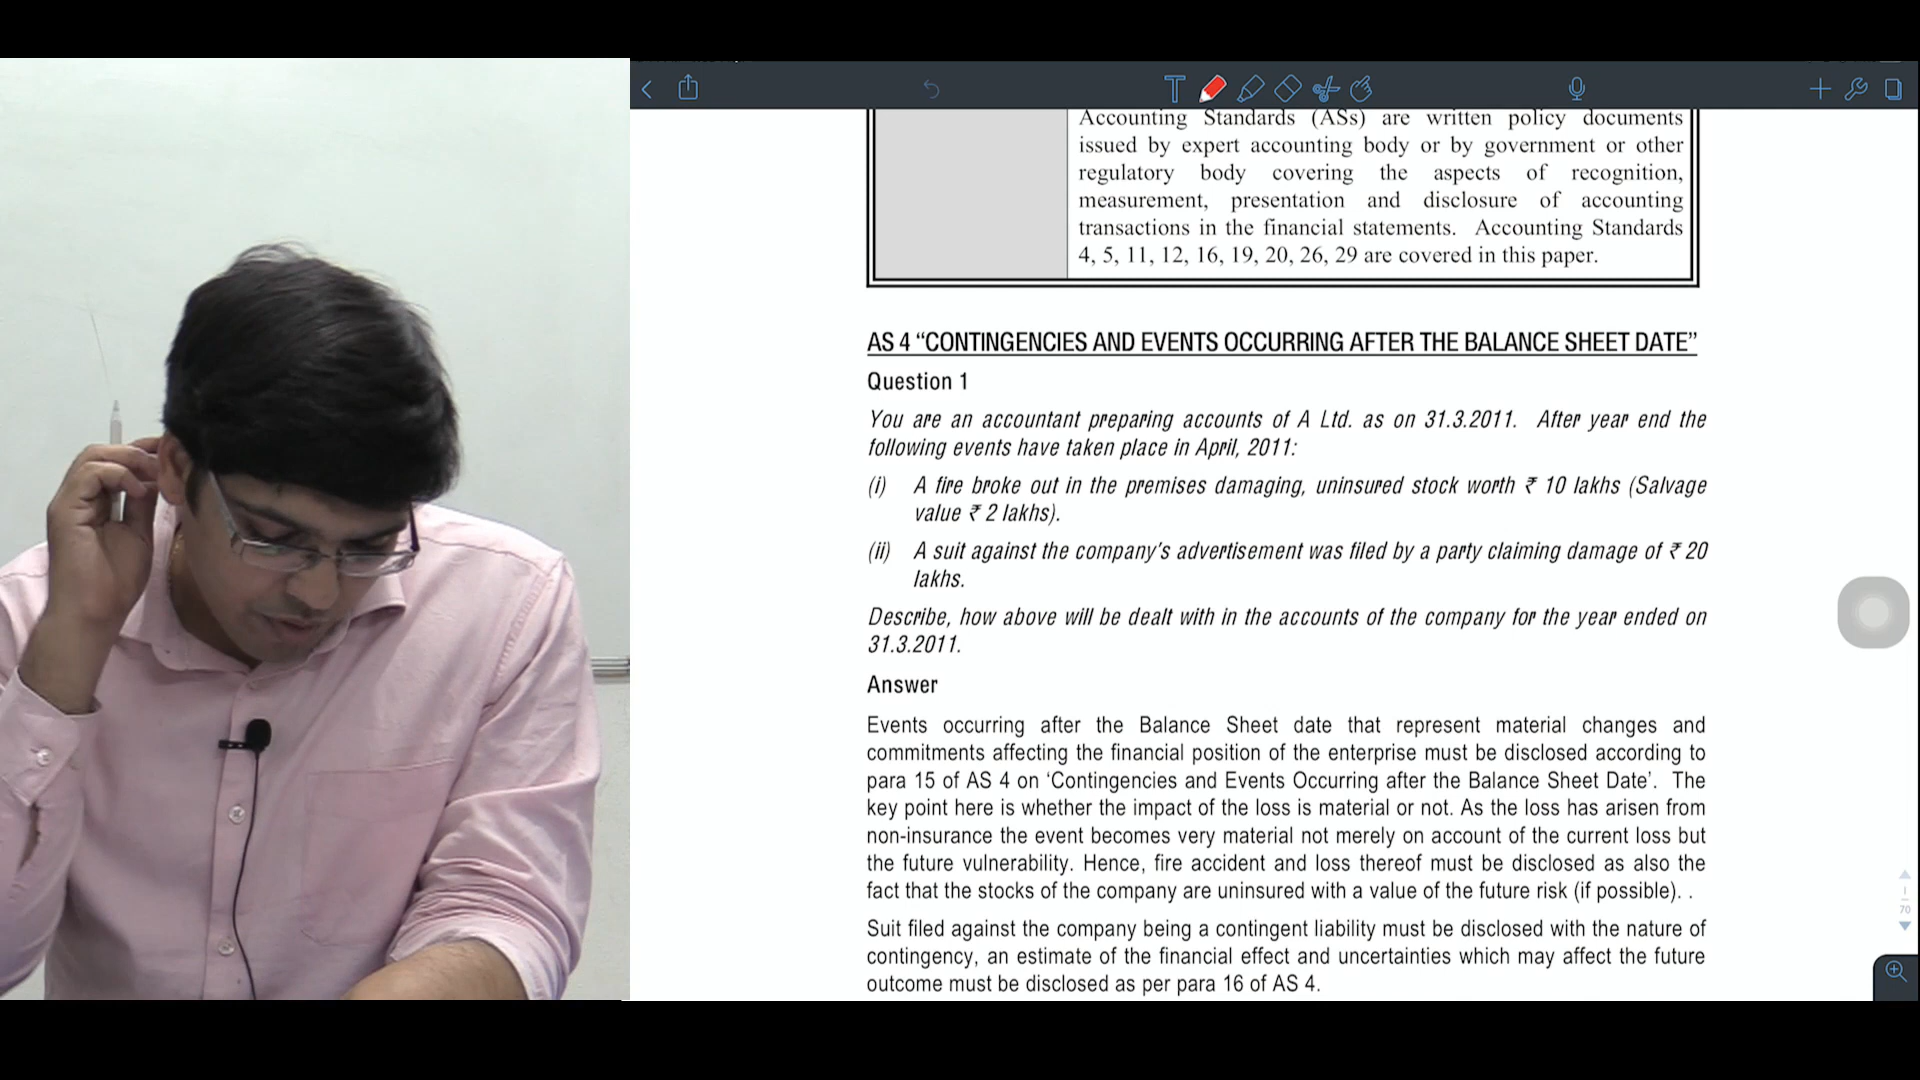 Accounting Standards (ASs) are written policy documents
issued by expert accounting body or by government or other
regulatory body covering the aspects of recognition,
measurement, presentation and disclosure of accounting
transactions in the financial statements. Accounting Standards
4, 5, 11, 12, 16, 19, 20, 26, 29 are covered in this paper.
AS 4 “CONTINGENCIES AND EVENTS OCCURRING AFTER THE BALANCE SHEET DATE”
Question 1
You are an accountant preparing accounts of A Ltd. as on 31.3.2011. After year end the
following events have taken place in April, 2011:
(i) A fire broke out in the premises damaging, uninsured stock worth ₹ 10 lakhs (Salvage
value ₹ 2 lakhs).
(ii) A suit against the company’s advertisement was filed by a party claiming damage of ₹ 20
lakhs.
Describe, how above will be dealt with in the accounts of the company for the year ended on
31.3.2011.
Answer
Events occurring after the Balance Sheet date that represent material changes and
commitments affecting the financial position of the enterprise must be disclosed according to
para 15 of AS 4 on ‘Contingencies and Events Occurring after the Balance Sheet Date’. The
key point here is whether the impact of the loss is material or not. As the loss has arisen from
non-insurance the event becomes very material not merely on account of the current loss but
the future vulnerability. Hence, fire accident and loss thereof must be disclosed as also the
fact that the stocks of the company are uninsured with a value of the future risk (if possible). .
Suit filed against the company being a contingent liability must be disclosed with the nature of
contingency, an estimate of the financial effect and uncertainties which may affect the future
outcome must be disclosed as per para 16 of AS 4.
1
70